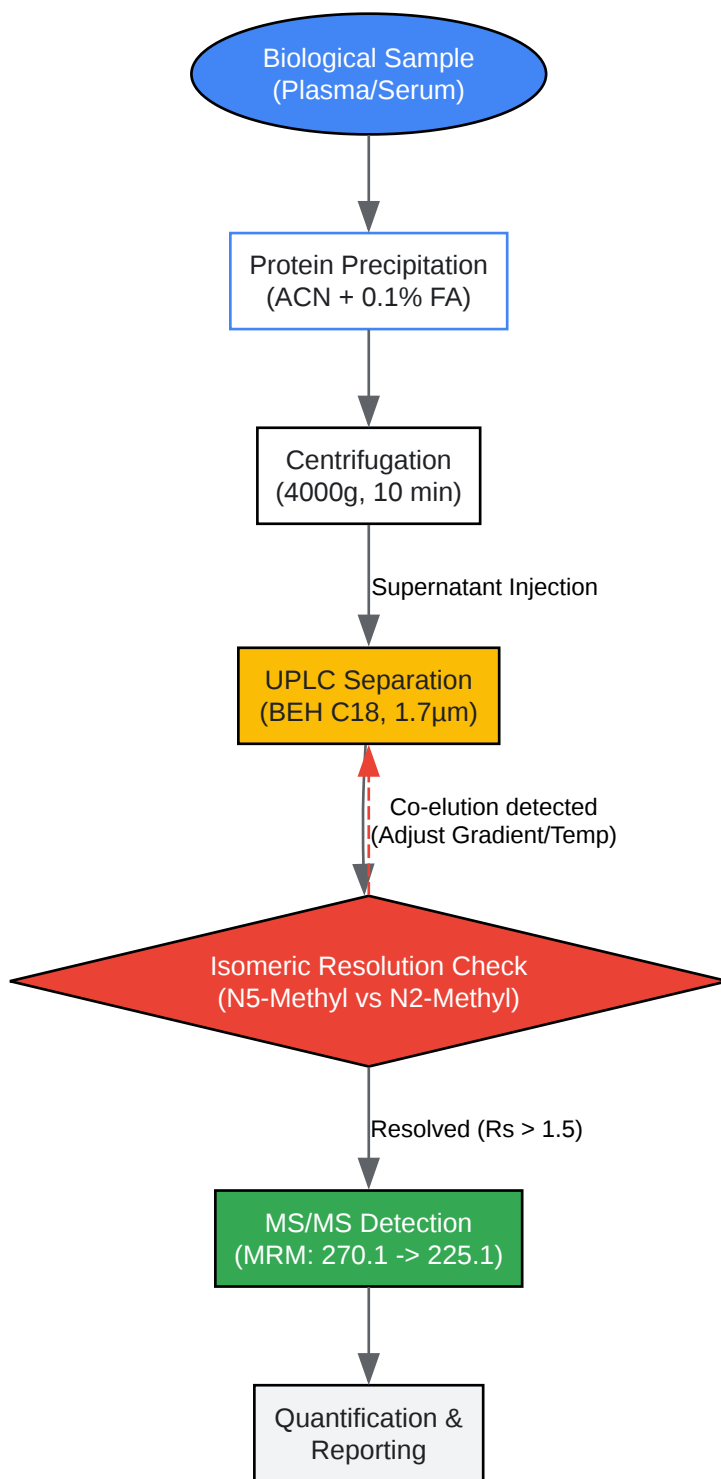 Biological Sample
(Plasma/Serum)
Protein Precipitation
(ACN + 0.1% FA)
Centrifugation
(4000g, 10 min)
Supernatant Injection
UPLC Separation
(BEH C18, 1.7µm)
Co-elution detected
(Adjust Gradient/Temp)
Isomeric Resolution Check
(N5-Methyl vs N2-Methyl)
Resolved (Rs > 1.5)
MS/MS Detection
(MRM: 270.1 -> 225.1)
Quantification &
Reporting